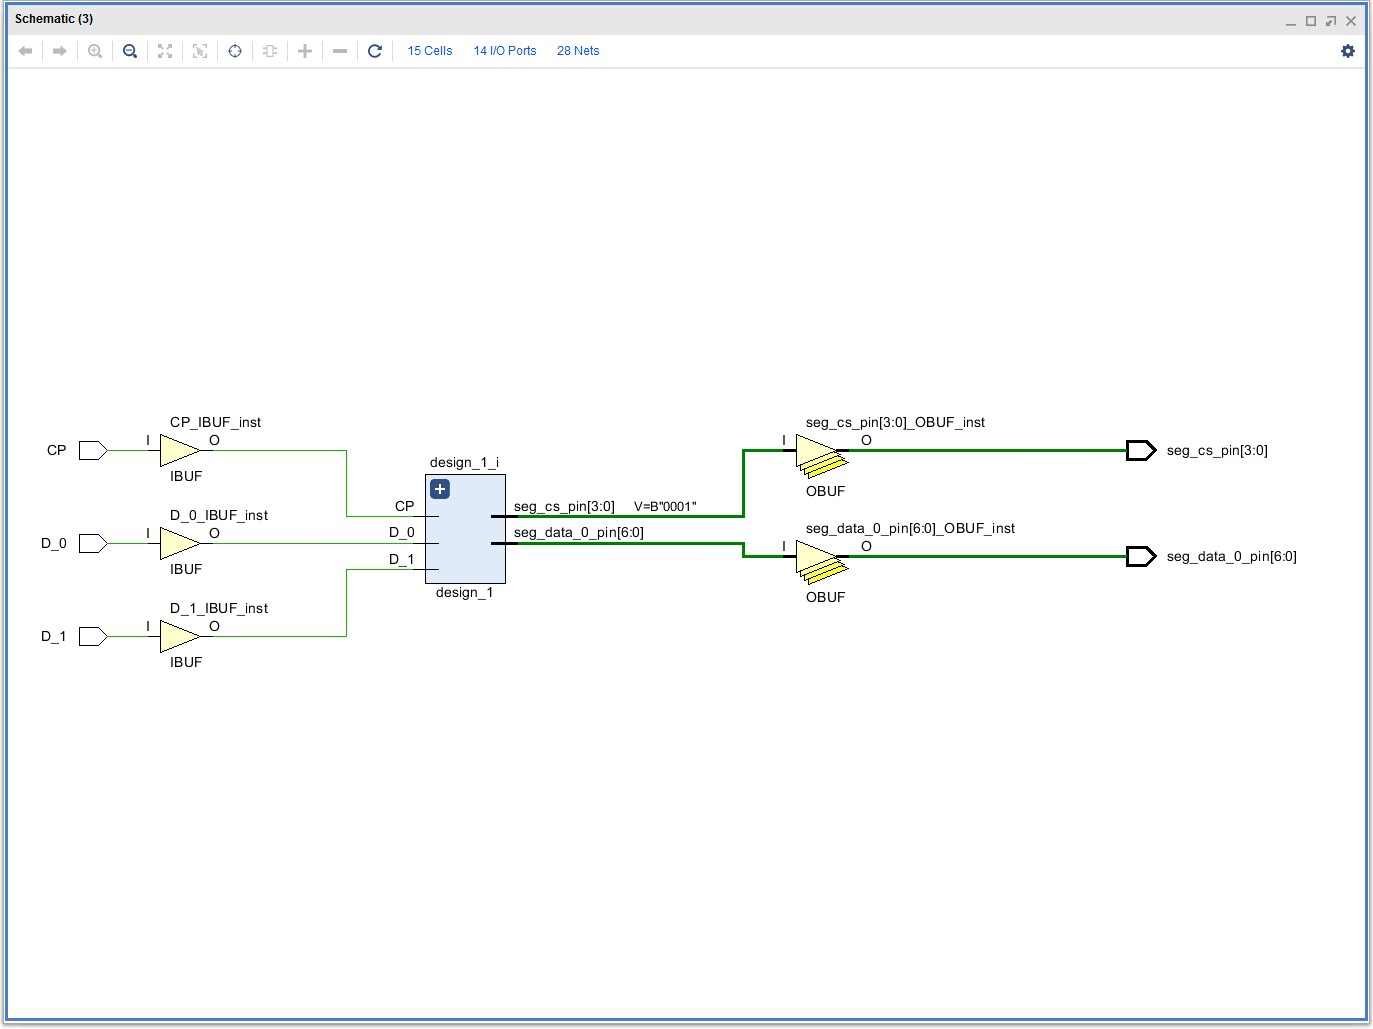 Schematic (3)
15 Cells 14 I/O Ports 28 Nets
CP_IBUF_inst
CP I O
IBUF
D_0_IBUF_inst
D_0 I O
IBUF
D_1_IBUF_inst
D_1 I O
IBUF
design_1_i
CP
D_0
D_1
seg_cs_pin[3:0] V=B"0001"
seg_data_0_pin[6:0]
design_1
seg_cs_pin[3:0]_OBUF_inst
I O
OBUF
seg_cs_pin[3:0]
seg_data_0_pin[6:0]_OBUF_inst
I O
OBUF
seg_data_0_pin[6:0]